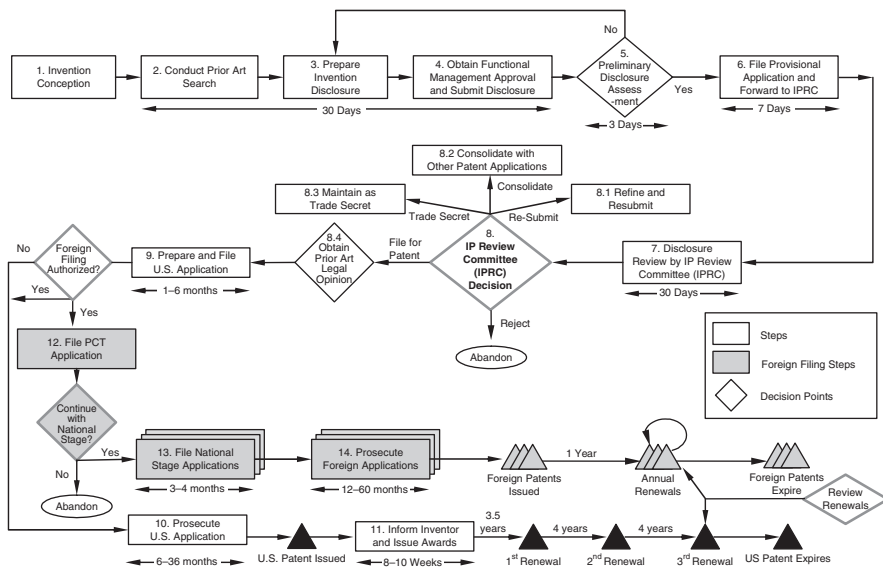 No
1. Invention
Conception
2. Conduct Prior Art
Search
3. Prepare
Invention
Disclosure
4. Obtain Functional
Management Approval
and Submit Disclosure
5.
Preliminary
Disclosure
Assess
-ment
Yes
6. File Provisional
Application and
Forward to IPRC
30 Days
3 Days
7 Days
8.2 Consolidate with
Other Patent Applications
8.3 Maintain as
Trade Secret
Consolidate
8.1 Refine and
Resubmit
Trade Secret
Re-Submit
No
Foreign
Filing
Authorized?
9. Prepare and File
U.S. Application
1–6 months
8.4
Obtain
Prior Art
Legal
Opinion
File for
Patent
8.
IP Review
Committee
(IPRC)
Decision
7. Disclosure
Review by IP Review
Committee (IPRC)
30 Days
Yes
Yes
Reject
Abandon
12. File PCT
Application
Steps
Foreign Filing Steps
Decision Points
Continue
with
National
Stage?
Yes
13. File National
Stage Applications
3–4 months
14. Prosecute
Foreign Applications
12–60 months
Foreign Patents
Issued
1 Year
Annual
Renewals
Foreign Patents
Expire
Review
Renewals
No
Abandon
10. Prosecute
U.S. Application
6–36 months
U.S. Patent Issued
11. Inform Inventor
and Issue Awards
8–10 Weeks
3.5
years
1st Renewal
4 years
2nd Renewal
4 years
3rd Renewal
US Patent Expires